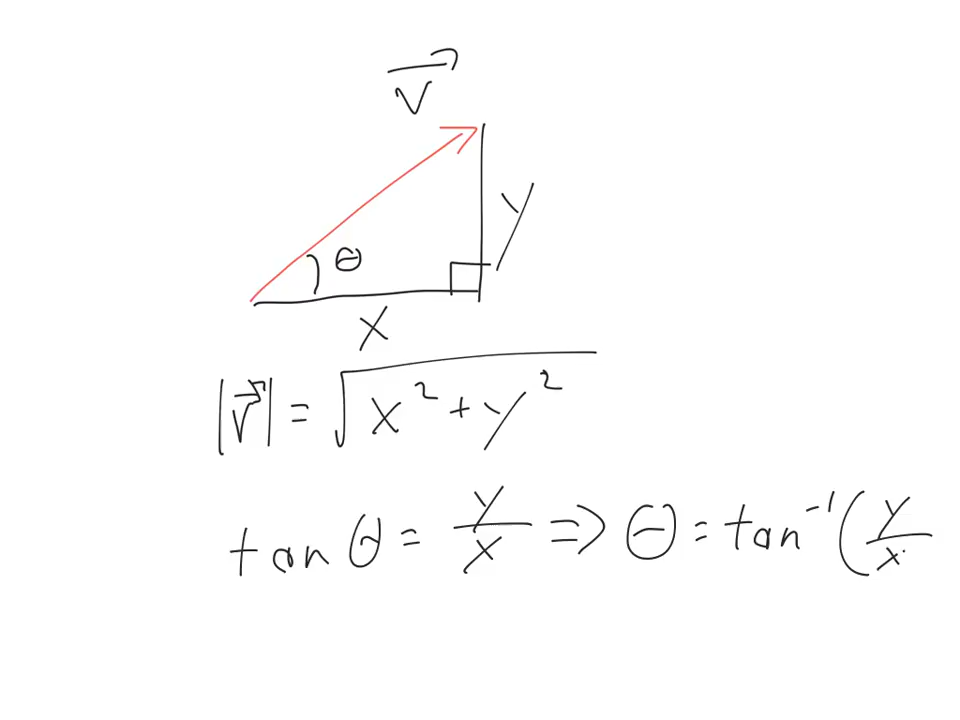 →V
θ
y
x
|V⃗| = √x² + y²
tan θ = y/x ⇒ θ = tan⁻¹(y/x